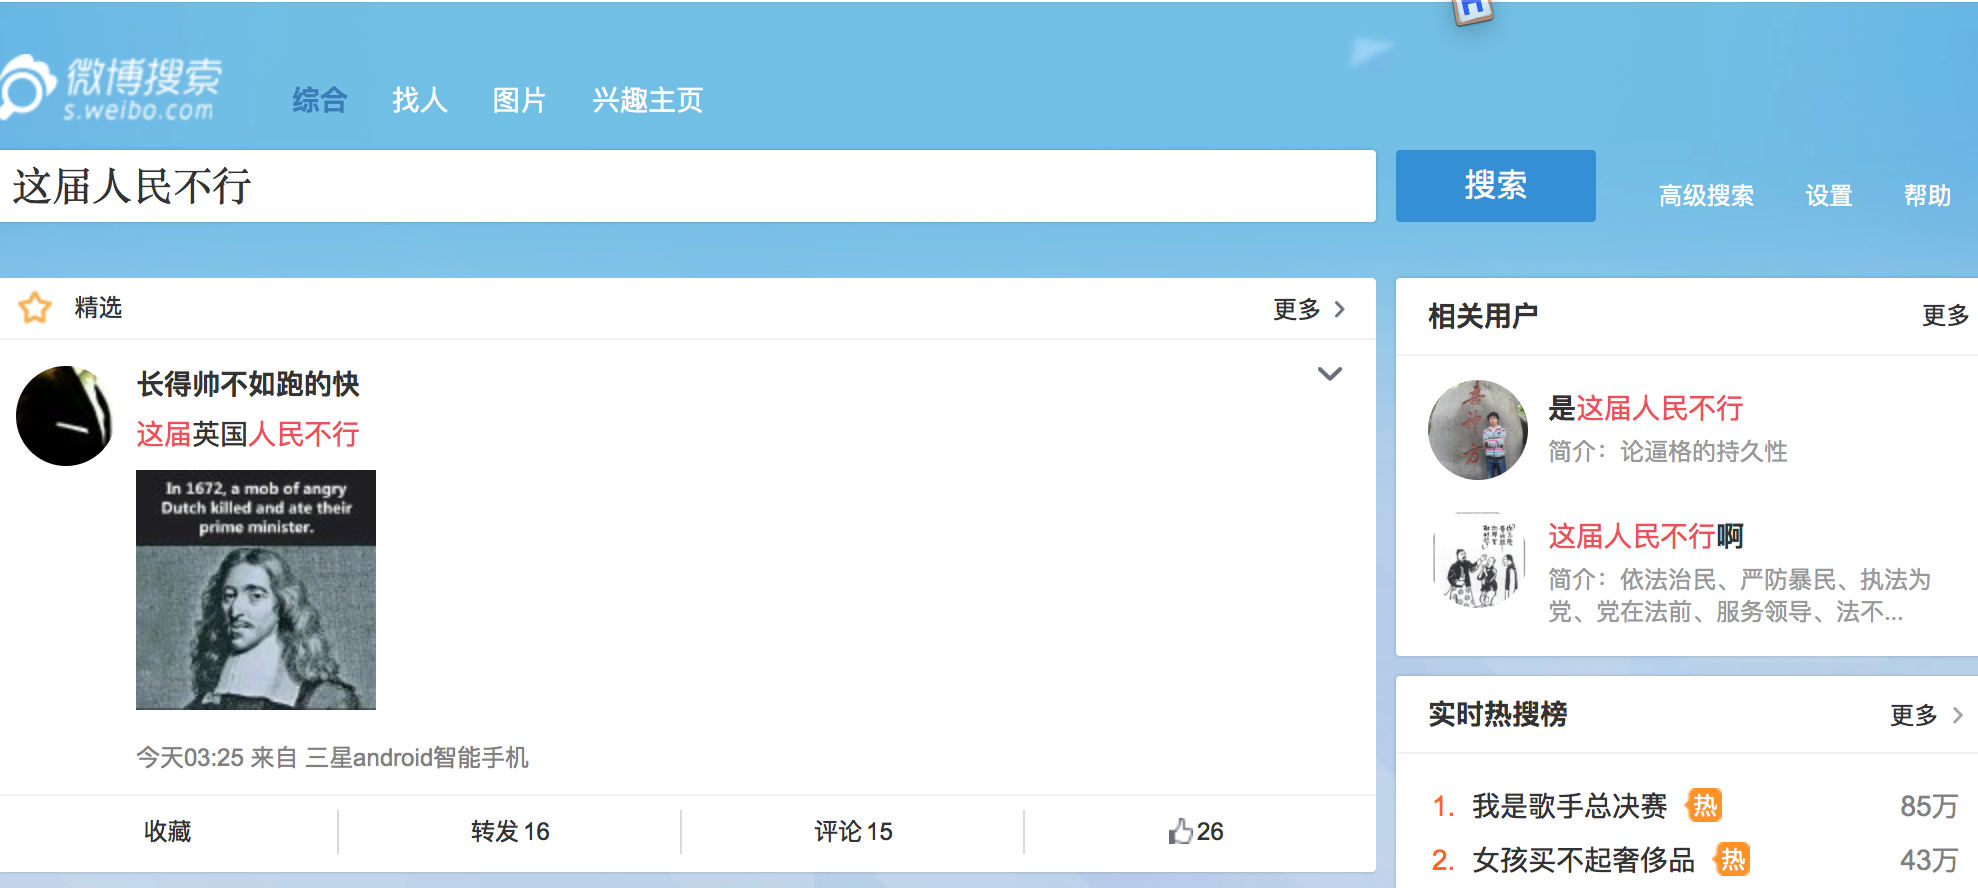 微博搜索
s.weibo.com
综合 找人 图片 兴趣主页
这届人民不行
搜索
高级搜索 设置 帮助
精选
更多
长得帅不如跑的快
这届英国人民不行
In 1672, a mob of angry
Dutch killed and ate their
prime minister.
今天03:25 来自 三星android智能手机
收藏 转发 16 评论 15 26
相关用户
更多
喜神方
是这届人民不行
简介：论逼格的持久性
这届人民不行啊
简介：依法治民、严防暴民、执法为
党、党在法前、服务领导、法不...
实时热搜榜
更多
1. 我是歌手总决赛 热 85万
2. 女孩买不起奢侈品 热 43万